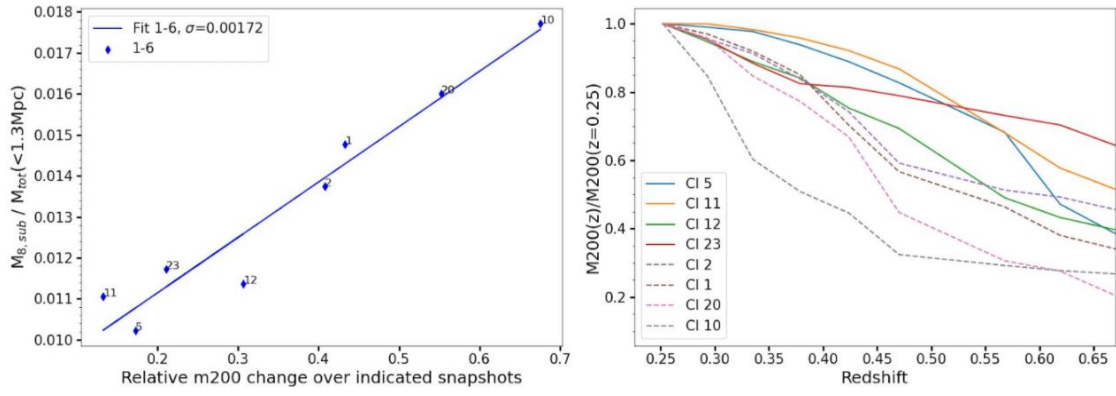 0.018
0.017
0.016
0.015
0.014
0.013
0.012
0.011
0.010
M8,sub / Mtot(<1.3Mpc)
Fit 1-6, σ=0.00172
1-6
10
20
1
2
23
12
11
5
0.2 0.3 0.4 0.5 0.6 0.7
Relative m200 change over indicated snapshots
1.0
0.8
0.6
0.4
0.2
M200(z)/M200(z=0.25)
Cl 5
Cl 11
Cl 12
Cl 23
Cl 2
Cl 1
Cl 20
Cl 10
0.25 0.30 0.35 0.40 0.45 0.50 0.55 0.60 0.65
Redshift